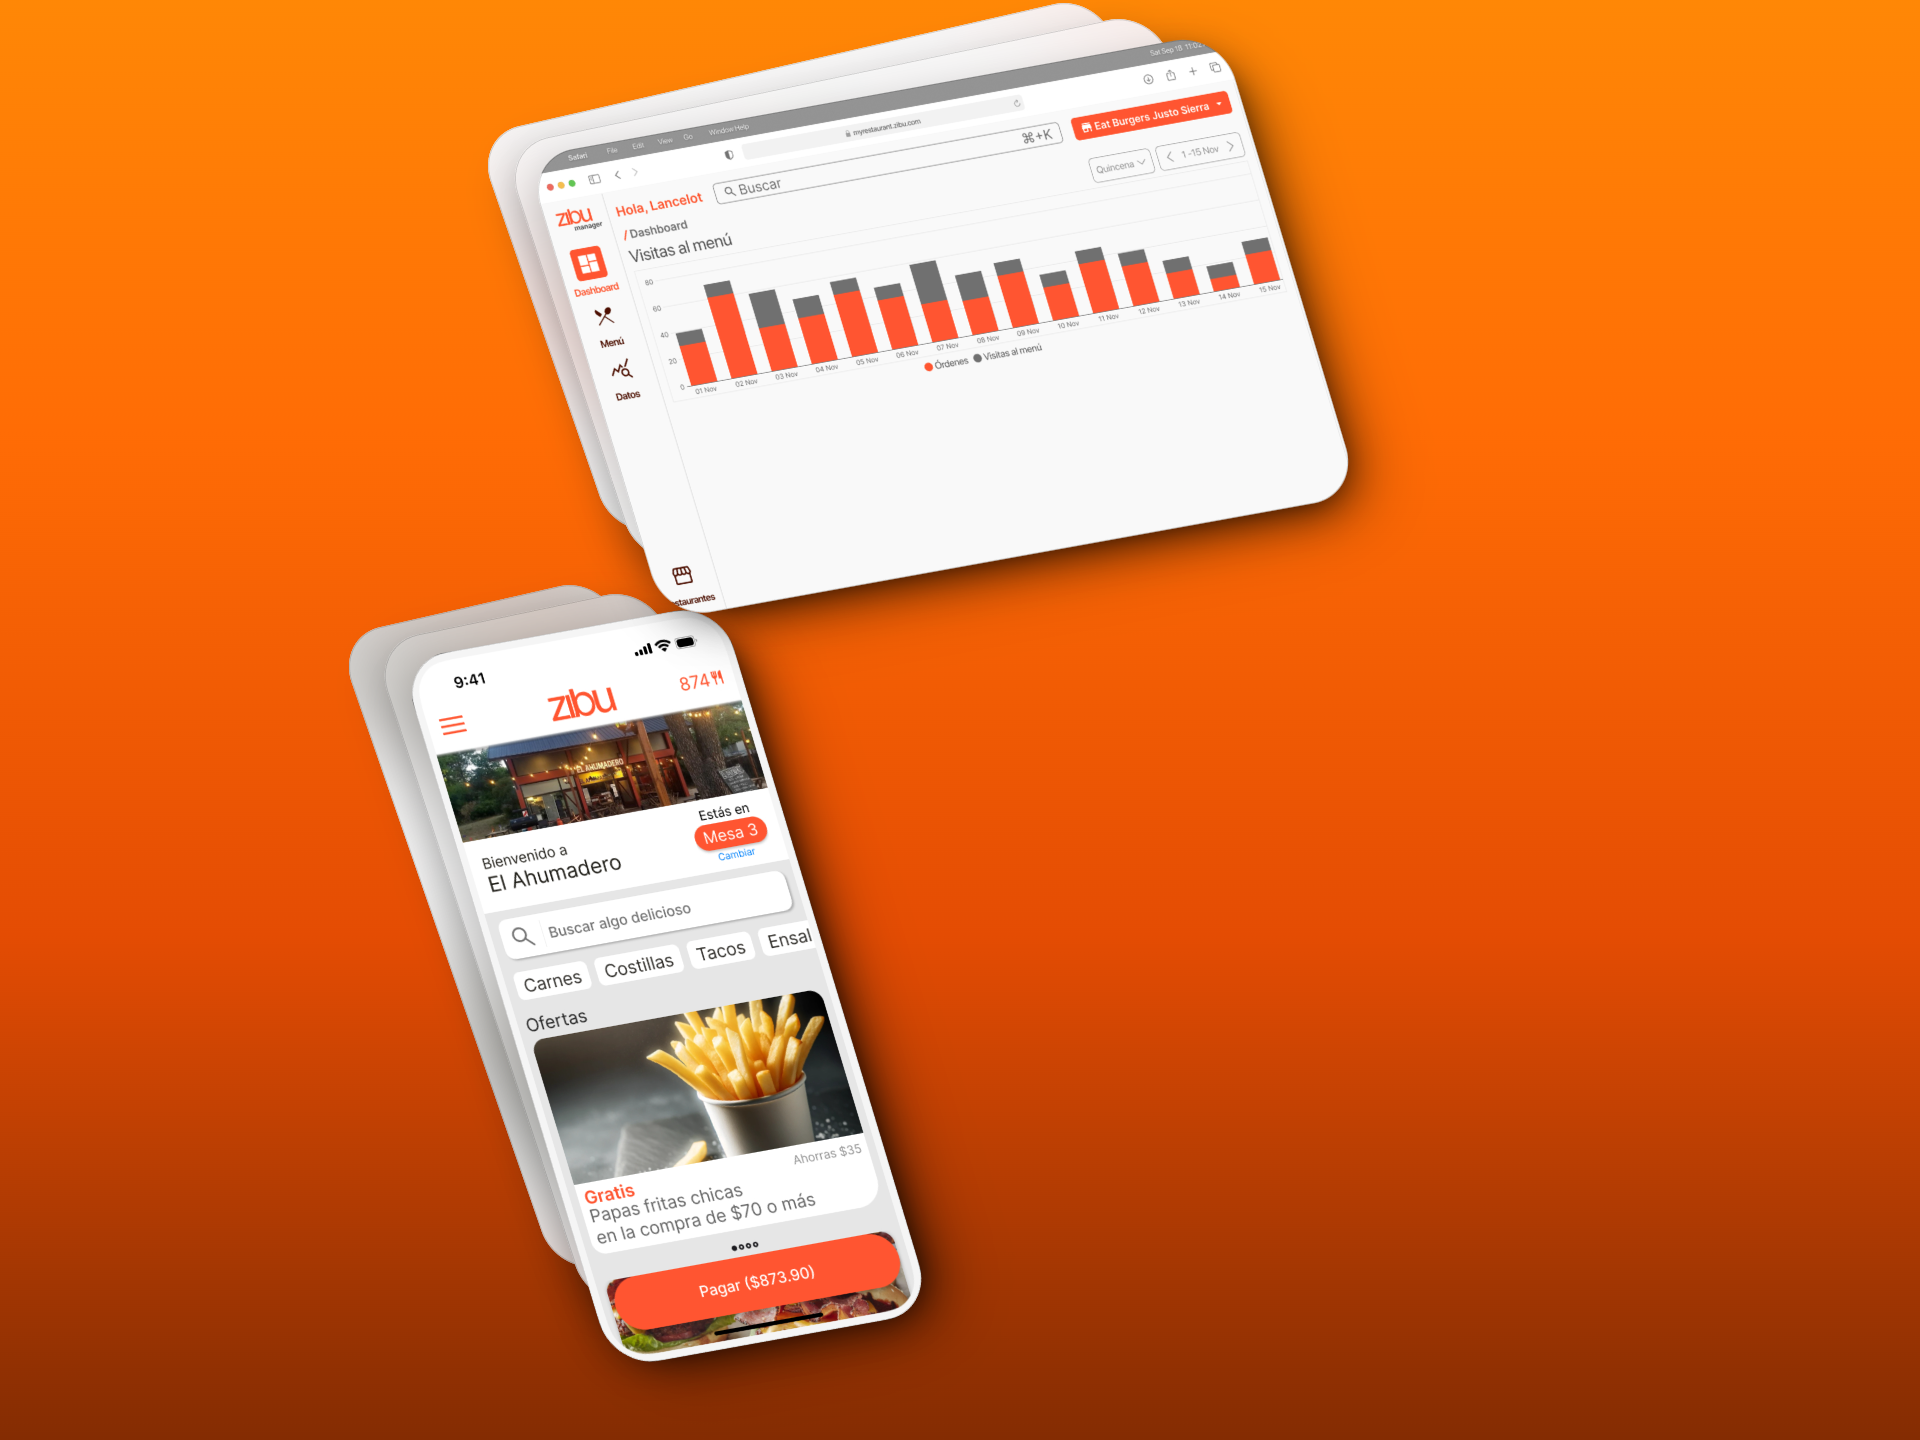 Safari File Edit View Go Window Help
Sat Sep 18 11:02
myrestaurant.zibu.com
zibu
manager
Hola, Lancelot
Buscar
⌘+K
Eat Burgers Justo Sierra
/ Dashboard
Visitas al menú
Quincena
1 -15 Nov
Dashboard
Menú
Datos
staurantes
80
60
40
20
0
01 Nov 02 Nov 03 Nov 04 Nov 05 Nov 06 Nov 07 Nov 08 Nov 09 Nov 10 Nov 11 Nov 12 Nov 13 Nov 14 Nov 15 Nov
Órdenes Visitas al menú
9:41
zibu
874
EL AHUMADERO
Bienvenido a
El Ahumadero
Estás en
Mesa 3
Cambiar
Buscar algo delicioso
Carnes Costillas Tacos Ensal
Ofertas
Ahorras $35
Gratis
Papas fritas chicas
en la compra de $70 o más
Pagar ($873.90)